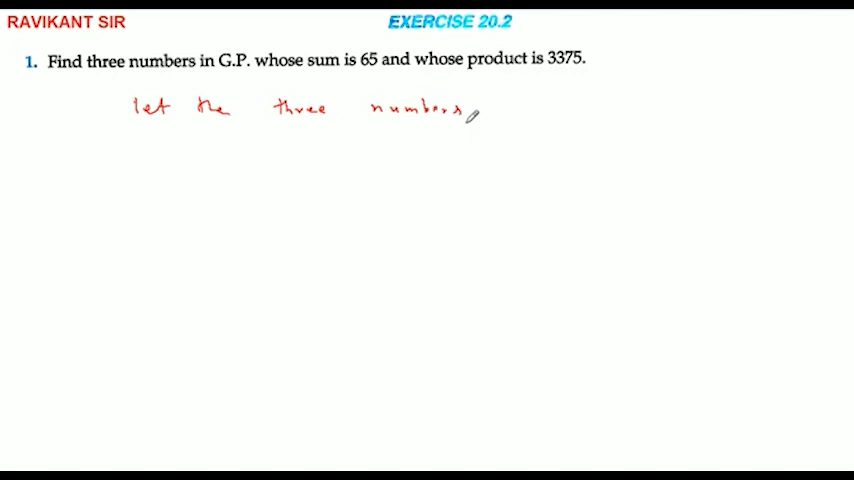 RAVIKANT SIR EXERCISE 20.2
1. Find three numbers in G.P. whose sum is 65 and whose product is 3375.
let the three numbers